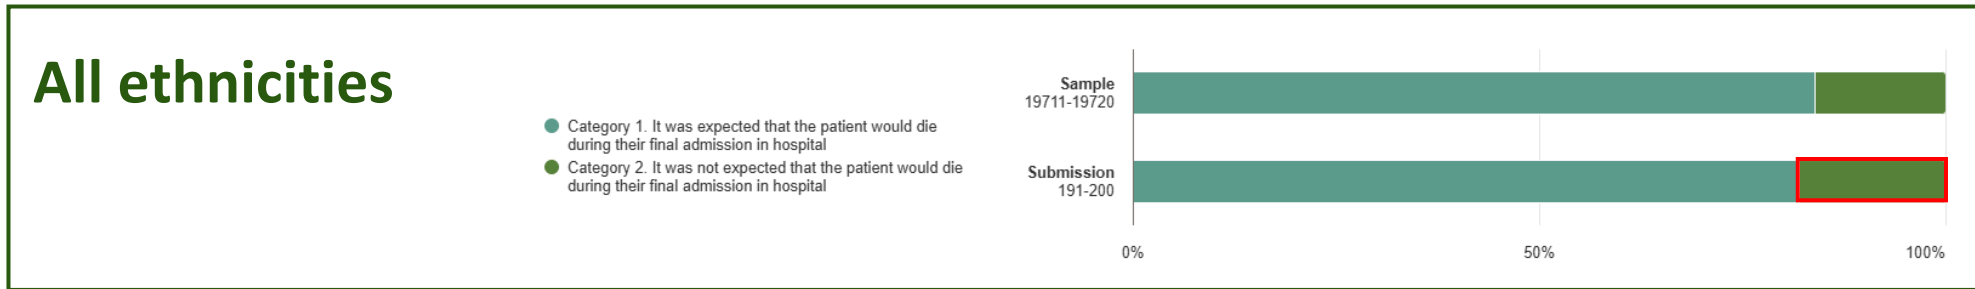 All ethnicities
Category 1. It was expected that the patient would die
during their final admission in hospital
Category 2. It was not expected that the patient would die
during their final admission in hospital
Sample
19711-19720
Submission
191-200
0%
50%
100%